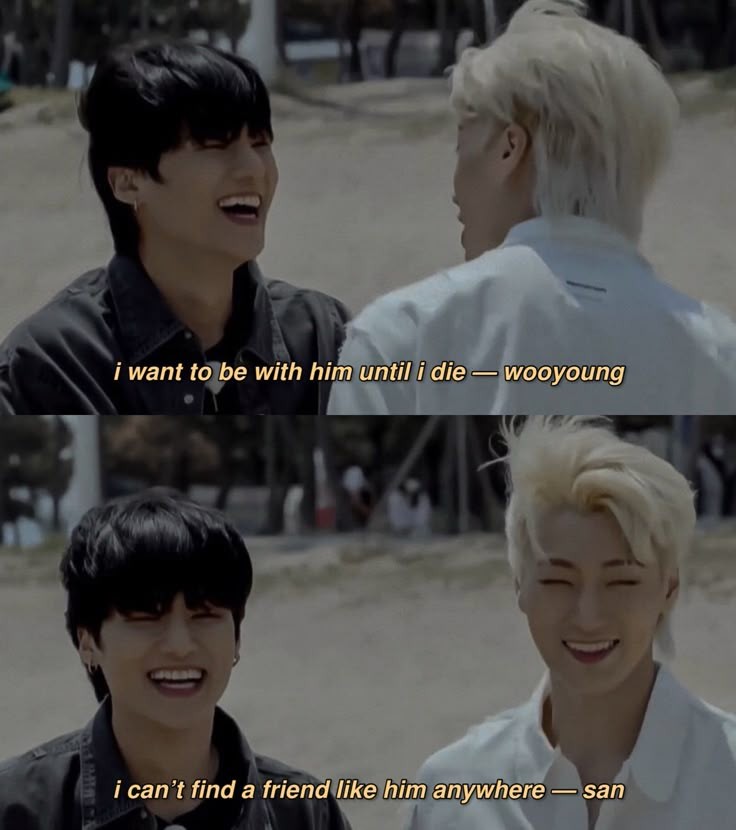 i want to be with him until i die — wooyoung
i can't find a friend like him anywhere — san